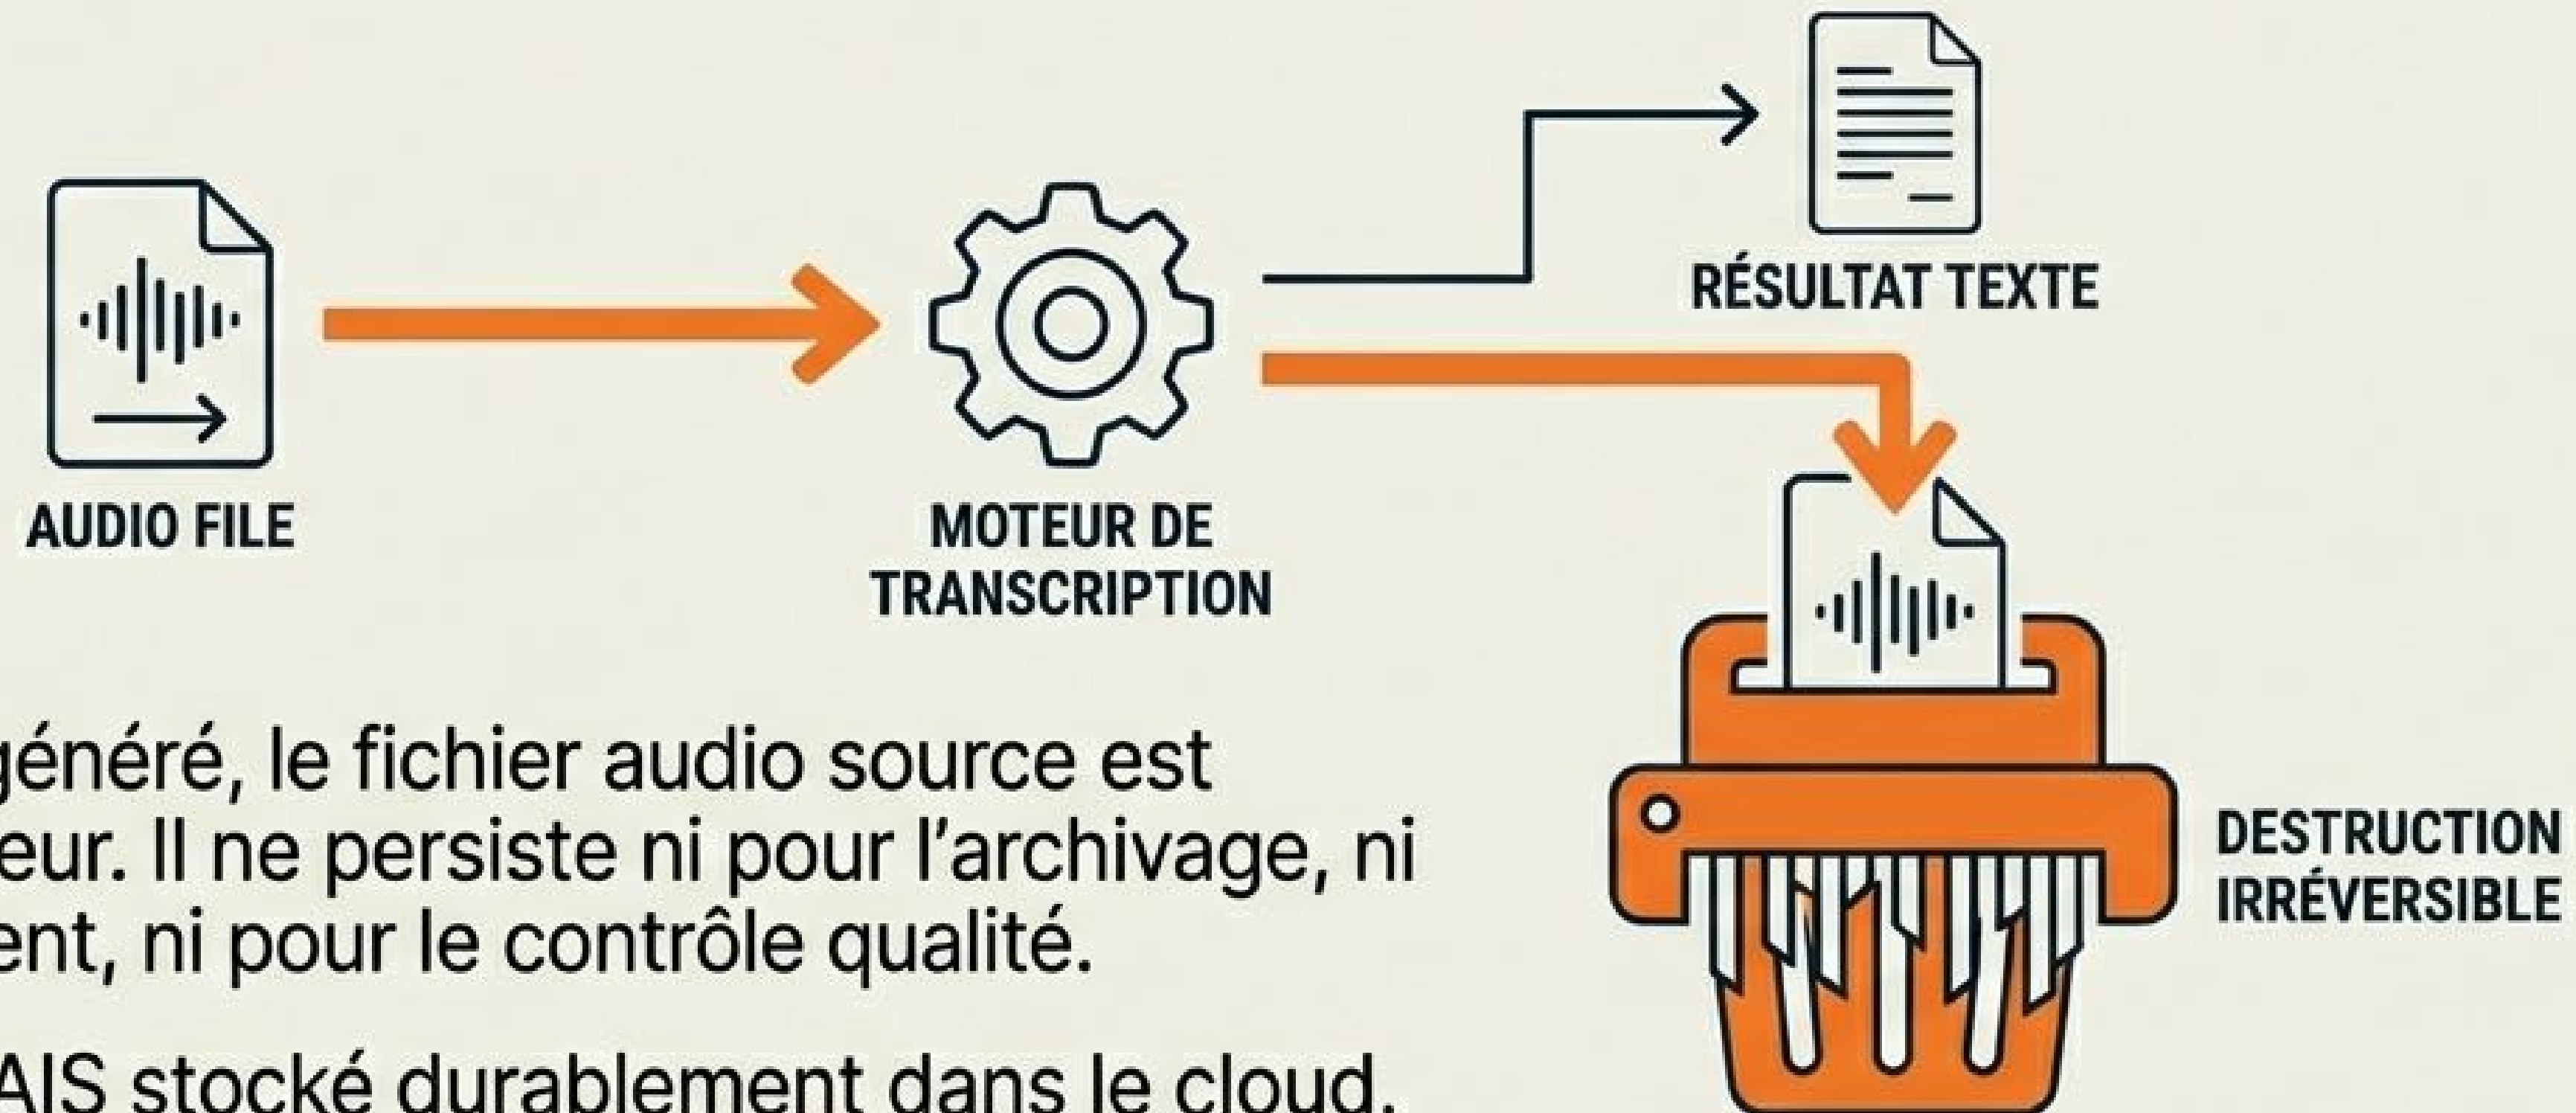 RÉSULTAT TEXTE
AUDIO FILE
MOTEUR DE
TRANSCRIPTION
généré, le fichier audio source est
eur. Il ne persiste ni pour l’archivage, ni
ent, ni pour le contrôle qualité.
AIS stocké durablement dans le cloud.
DESTRUCTION
IRRÉVERSIBLE